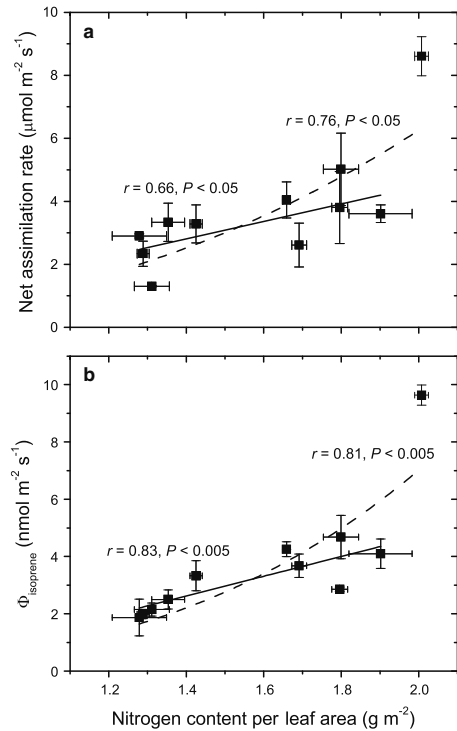 a
10
8
6
4
2
0
Net assimilation rate (μmol m⁻² s⁻¹)
r = 0.76, P < 0.05
r = 0.66, P < 0.05
b
10
8
6
4
2
0
Φisoprene (nmol m⁻² s⁻¹)
r = 0.81, P < 0.005
r = 0.83, P < 0.005
1.2 1.4 1.6 1.8 2.0
Nitrogen content per leaf area (g m⁻²)